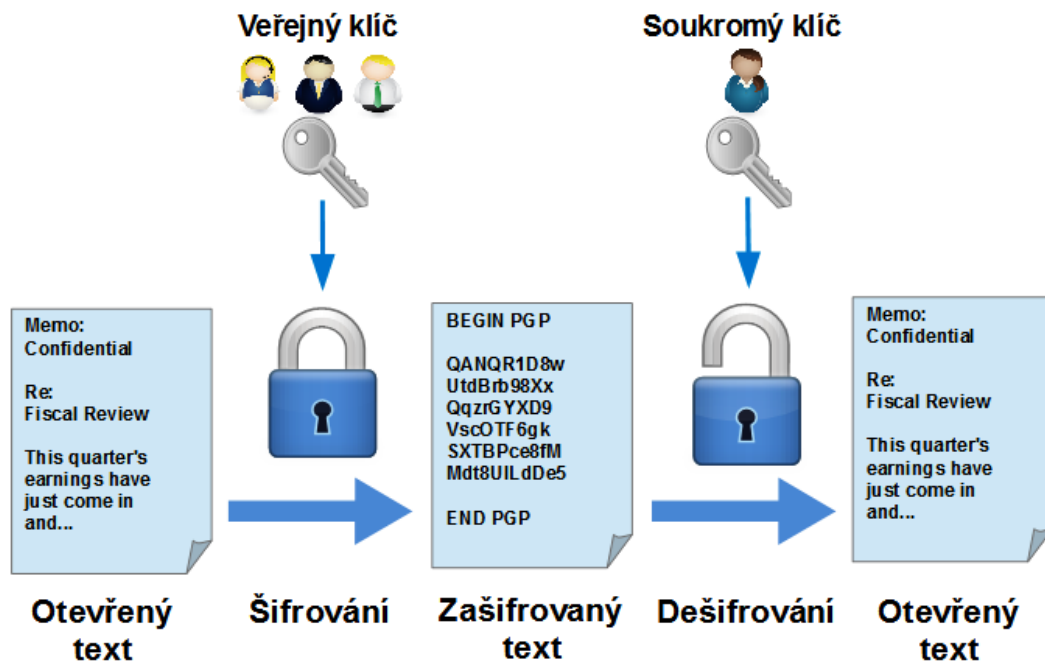 Veřejný klíč
Soukromý klíč
Memo:
Confidential
Re:
Fiscal Review
This quarter's
earnings have
just come in
and...
BEGIN PGP
QANQR1D8w
UtdBrb98Xx
QqzrGYXD9
VscOTF6gk
SXTBPce8fM
Mdt8UILdDe5
END PGP
Memo:
Confidential
Re:
Fiscal Review
This quarter's
earnings have
just come in
and...
Otevřený
text
Šifrování
Zašifrovaný
text
Dešifrování
Otevřený
text